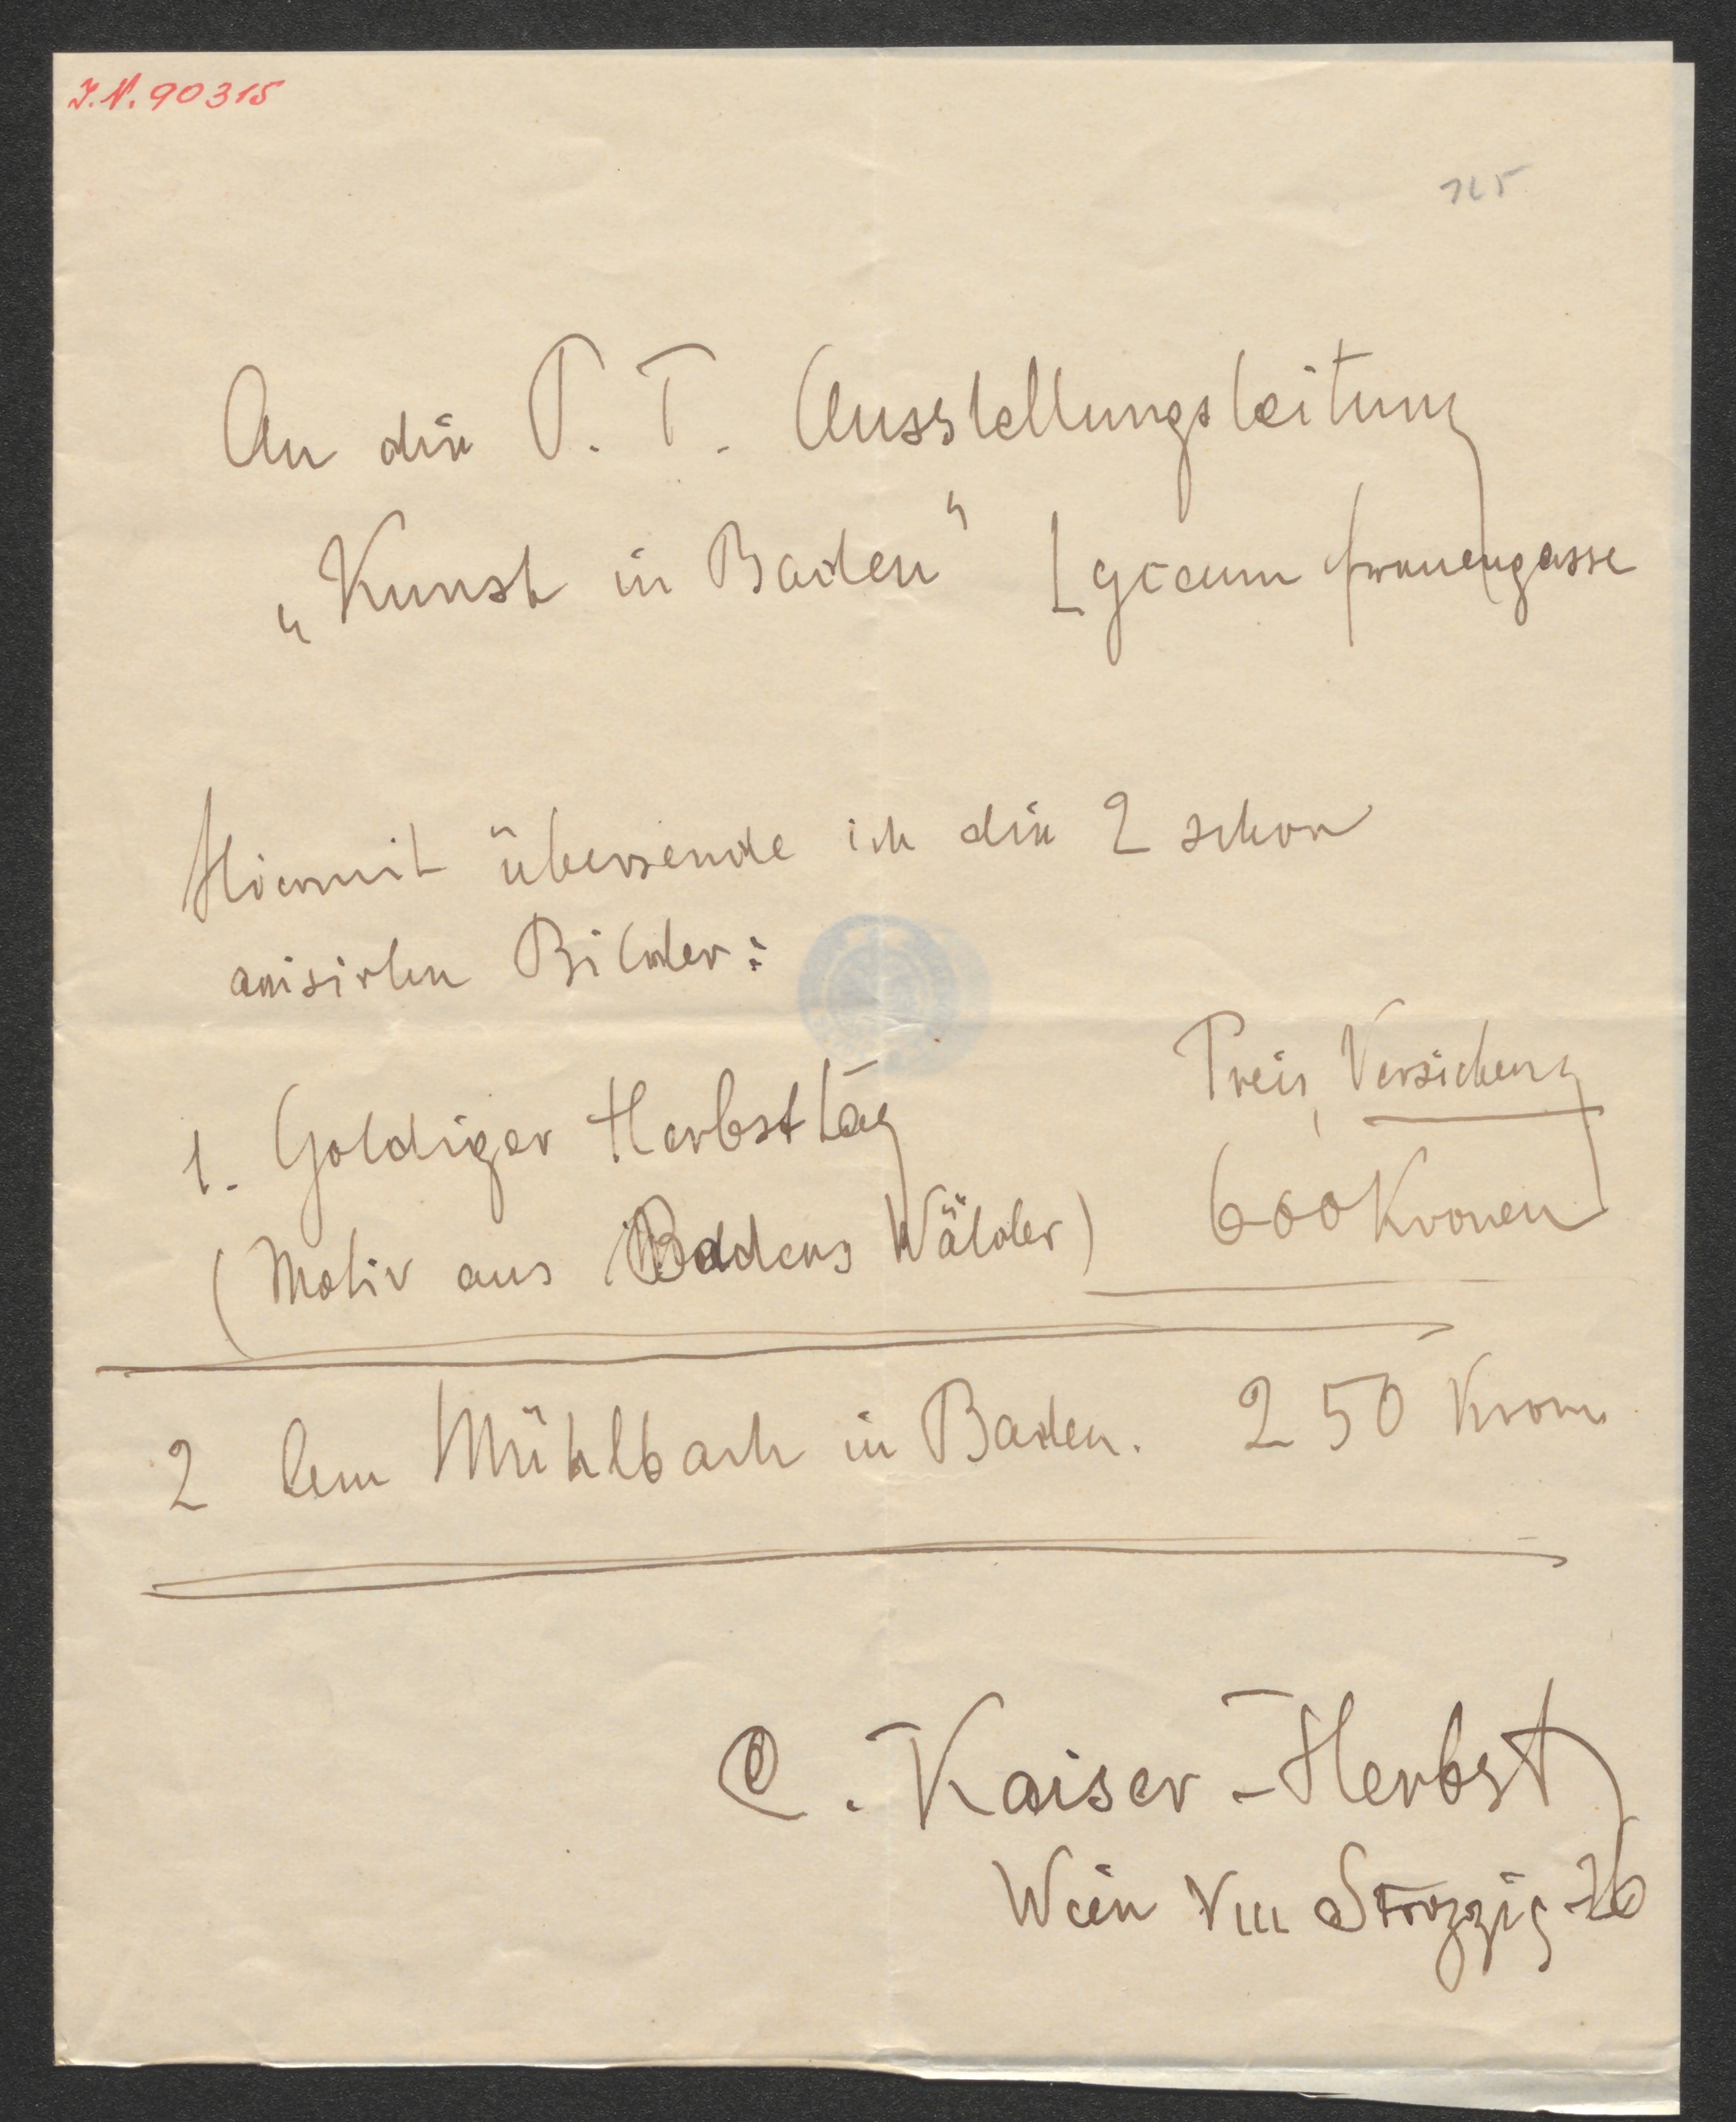 I.N. 90315
An die P. T. Ausstellungsleitung
„Kunst in Baden“ Lyceum frauengasse
Hiermit übersende ich die 2 schon
avisirten Bilder:
Preis, Versicherung
1. Goldiger Herbsttag
(Motiv aus Badens Wälder) 600 Kronen
2 Mühlbach in Baden. 250 Kronen
C. Kaiser-Herbst
Wien VIII Strozzig 26